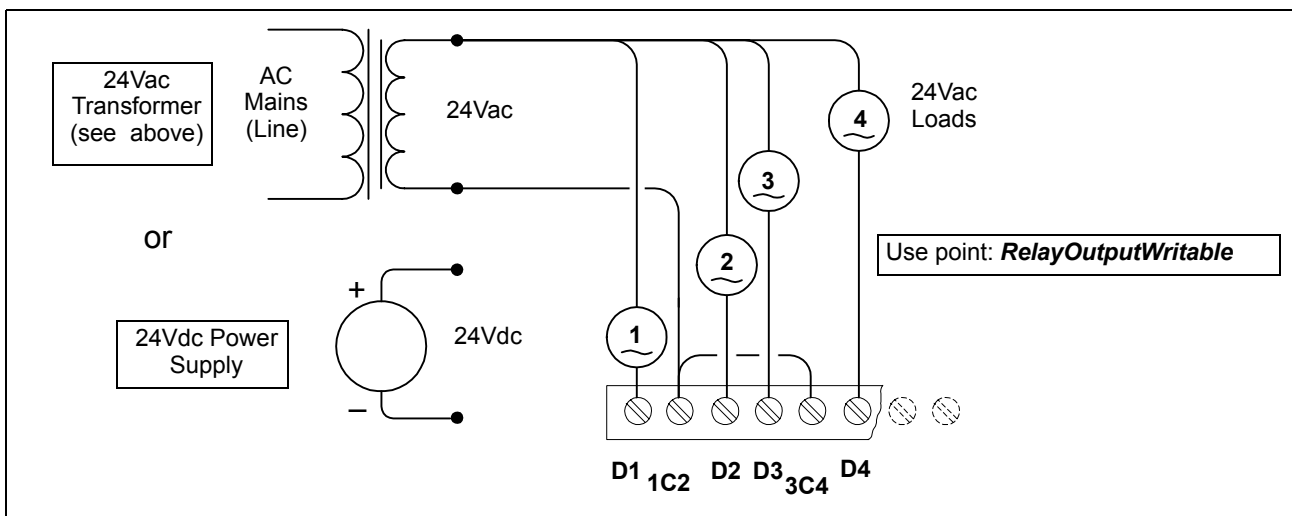 24Vac
Transformer
(see above)
AC
Mains
(Line)
24Vac
24Vac
Loads
4
3
2
1
or
Use point: RelayOutputWritable
+
24Vdc Power
Supply
24Vdc
–
D1
1C2
D2
D3
3C4
D4